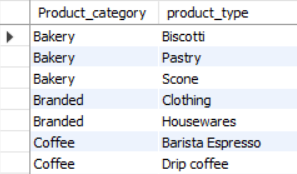 Product_category product_type
Bakery Biscotti
Bakery Pastry
Bakery Scone
Branded Clothing
Branded Housewares
Coffee Barista Espresso
Coffee Drip coffee